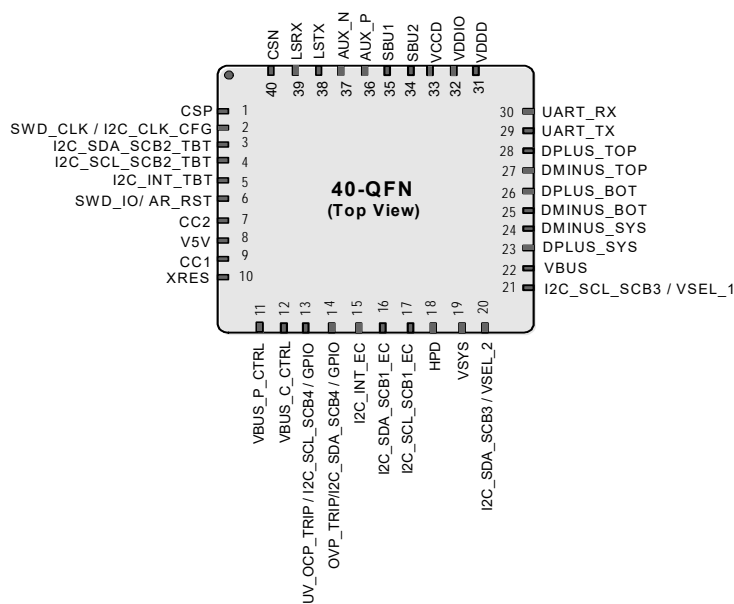 CSN
LSRX
LSTX
AUX_N
AUX_P
SBU1
SBU2
VCCD
VDDIO
VDDD
40
39
38
37
36
35
34
33
32
31
CSP 1
SWD_CLK / I2C_CLK_CFG 2
I2C_SDA_SCB2_TBT 3
I2C_SCL_SCB2_TBT 4
I2C_INT_TBT 5
SWD_IO/ AR_RST 6
CC2 7
V5V 8
CC1 9
XRES 10
40-QFN
(Top View)
30 UART_RX
29 UART_TX
28 DPLUS_TOP
27 DMINUS_TOP
26 DPLUS_BOT
25 DMINUS_BOT
24 DMINUS_SYS
23 DPLUS_SYS
22 VBUS
21 I2C_SCL_SCB3 / VSEL_1
11
12
13
14
15
16
17
18
19
20
VBUS_P_CTRL
VBUS_C_CTRL
UV_OCP_TRIP / I2C_SCL_SCB4 / GPIO
OVP_TRIP/I2C_SDA_SCB4 / GPIO
I2C_INT_EC
I2C_SDA_SCB1_EC
I2C_SCL_SCB1_EC
HPD
VSYS
I2C_SDA_SCB3 / VSEL_2